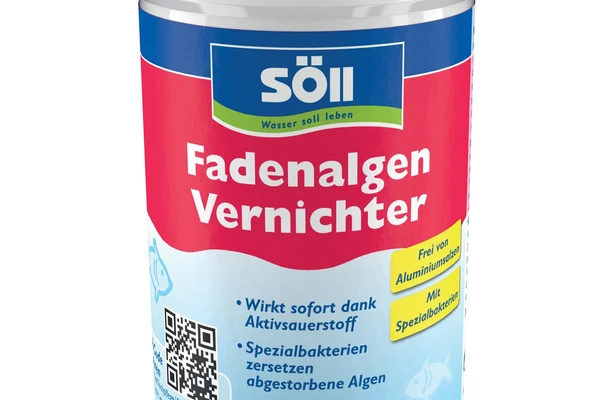 SÖLL
Wasser soll leben
Fadenalgen
Vernichter
Frei von
Aluminiumsalzen
Mit
Spezialbakterien
• Wirkt sofort dank
Aktivsauerstoff
• Spezialbakterien
zersetzen
abgestorbene Algen